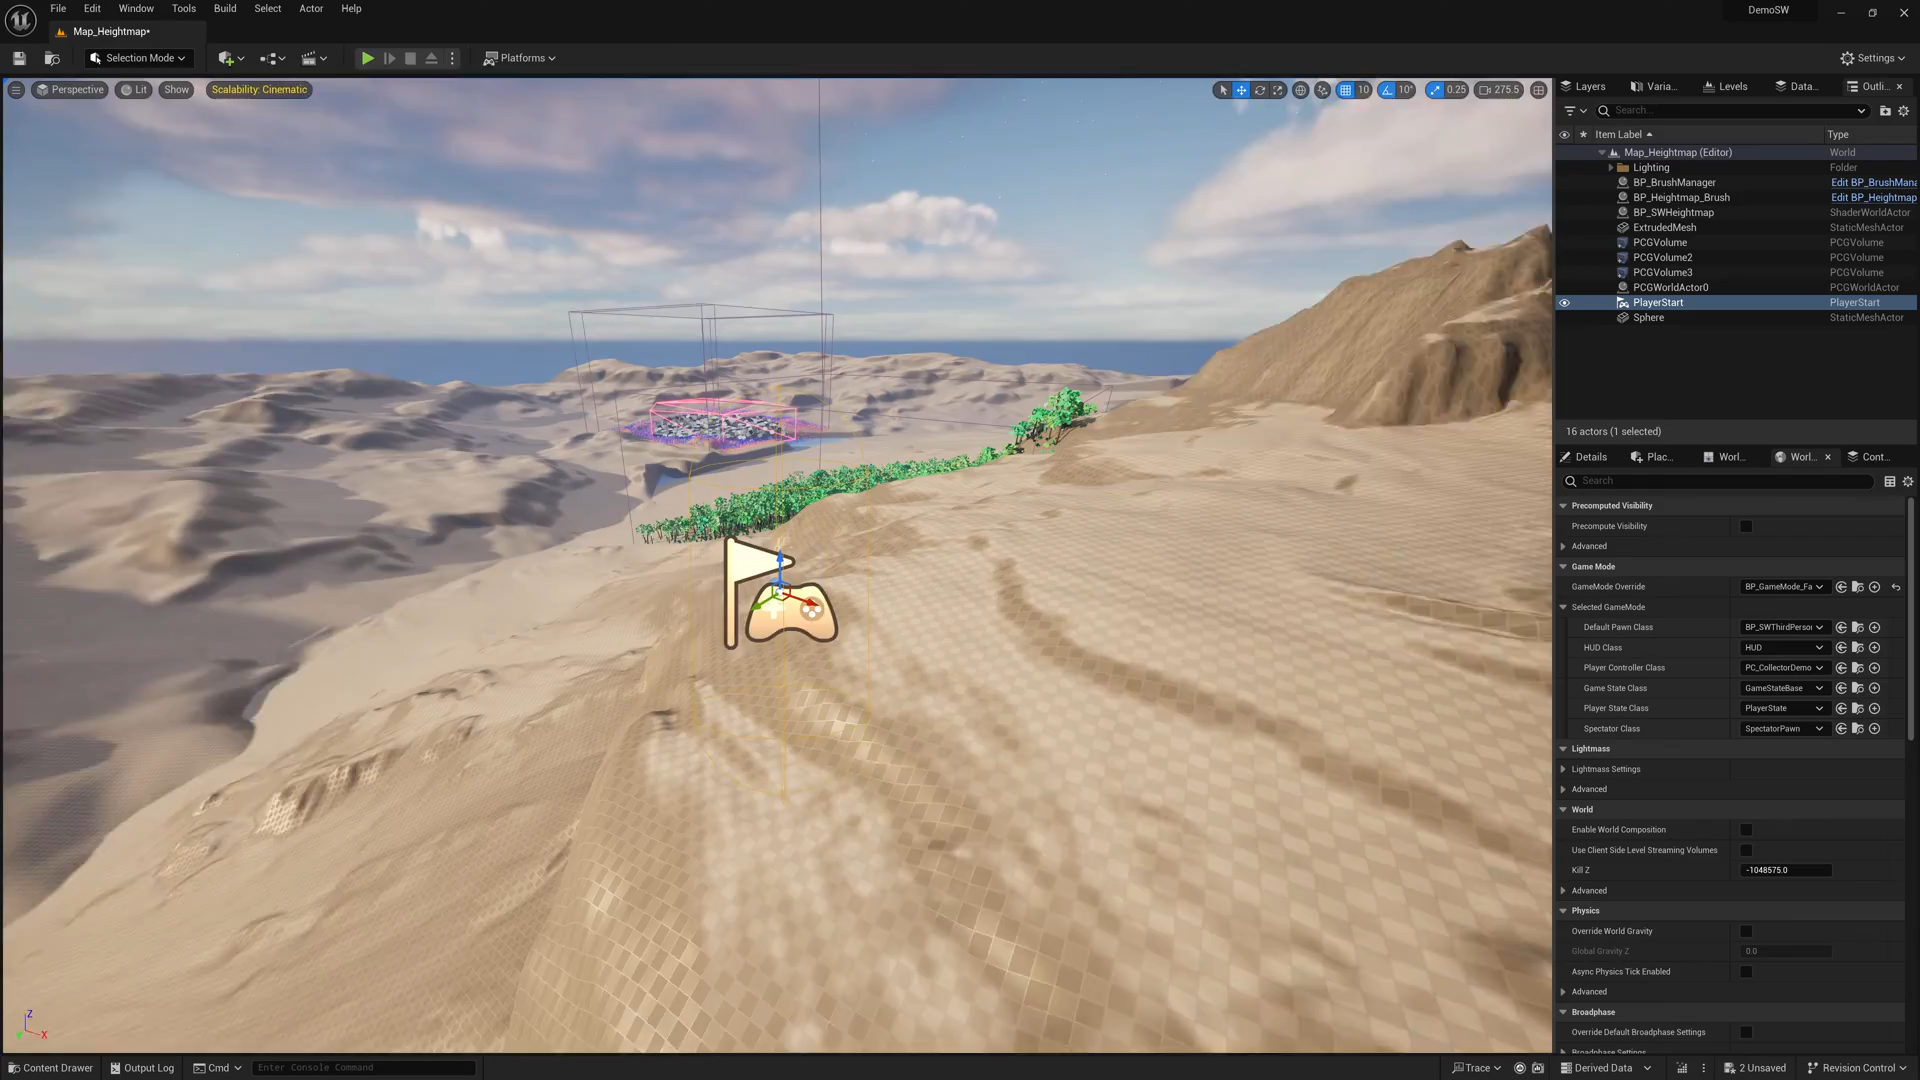 File Edit Window Tools Build Select Actor Help
DemoSW
Map_Heightmap•
Selection Mode
Platforms
Settings
Perspective Lit Show Scalability: Cinematic
10 10° 0.25 275.5
Layers Varia... Levels Data... Outli...
Search...
Item Label Type
Map_Heightmap (Editor) World
Lighting Folder
BP_BrushManager Edit BP_BrushMana
BP_Heightmap_Brush Edit BP_Heightmap
BP_SWHeightmap ShaderWorldActor
ExtrudedMesh StaticMeshActor
PCGVolume PCGVolume
PCGVolume2 PCGVolume
PCGVolume3 PCGVolume
PCGWorldActor0 PCGWorldActor
PlayerStart PlayerStart
Sphere StaticMeshActor
16 actors (1 selected)
Details Plac... Worl... Worl... Cont...
Search
Precomputed Visibility
Precompute Visibility
Advanced
Game Mode
GameMode Override BP_GameMode_Fa
Selected GameMode
Default Pawn Class BP_SWThirdPerson
HUD Class HUD
Player Controller Class PC_CollectorDemo
Game State Class GameStateBase
Player State Class PlayerState
Spectator Class SpectatorPawn
Lightmass
Lightmass Settings
Advanced
World
Enable World Composition
Use Client Side Level Streaming Volumes
Kill Z -1048575.0
Advanced
Physics
Override World Gravity
Global Gravity Z 0.0
Async Physics Tick Enabled
Advanced
Broadphase
Override Default Broadphase Settings
Broadphase Settings
Z
X
Content Drawer Output Log Cmd Enter Console Command
Trace Derived Data 2 Unsaved Revision Control